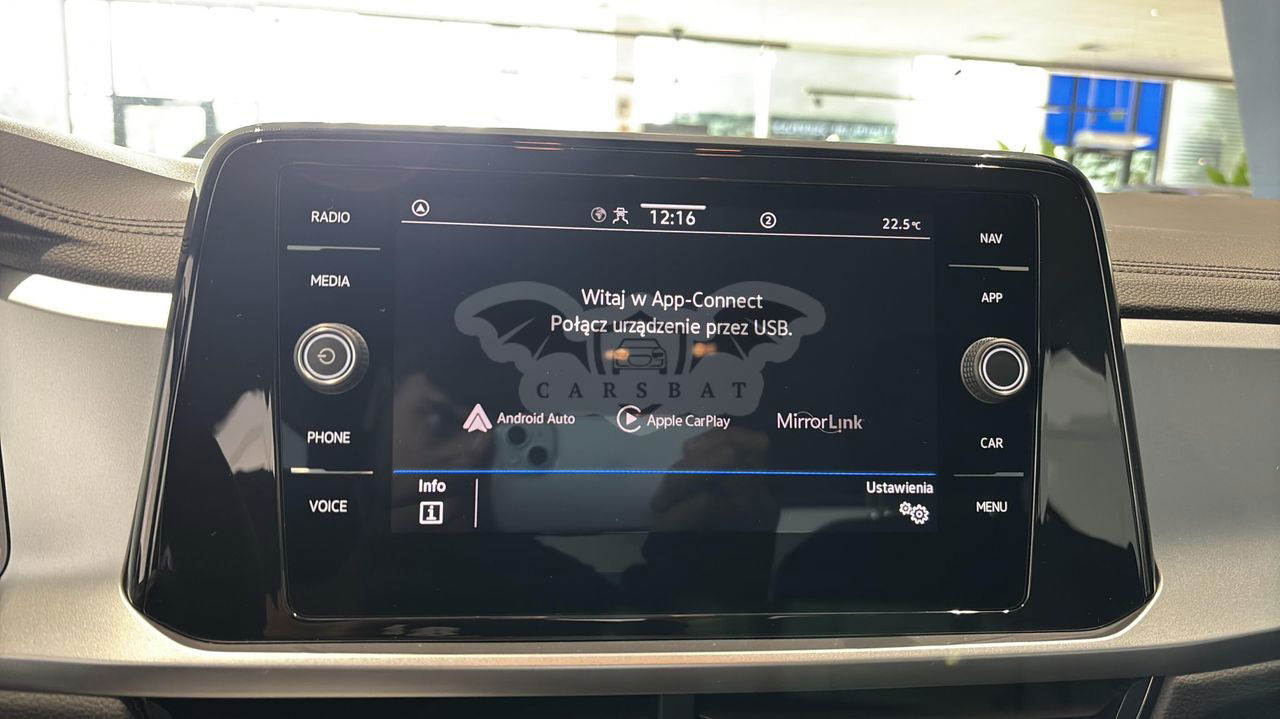 RADIO
MEDIA
PHONE
VOICE
12:16
2
22.5°C
Witaj w App-Connect
Połącz urządzenie przez USB.
CARSBAT
Android Auto
Apple CarPlay
MirrorLink
Info
Ustawienia
NAV
APP
CAR
MENU